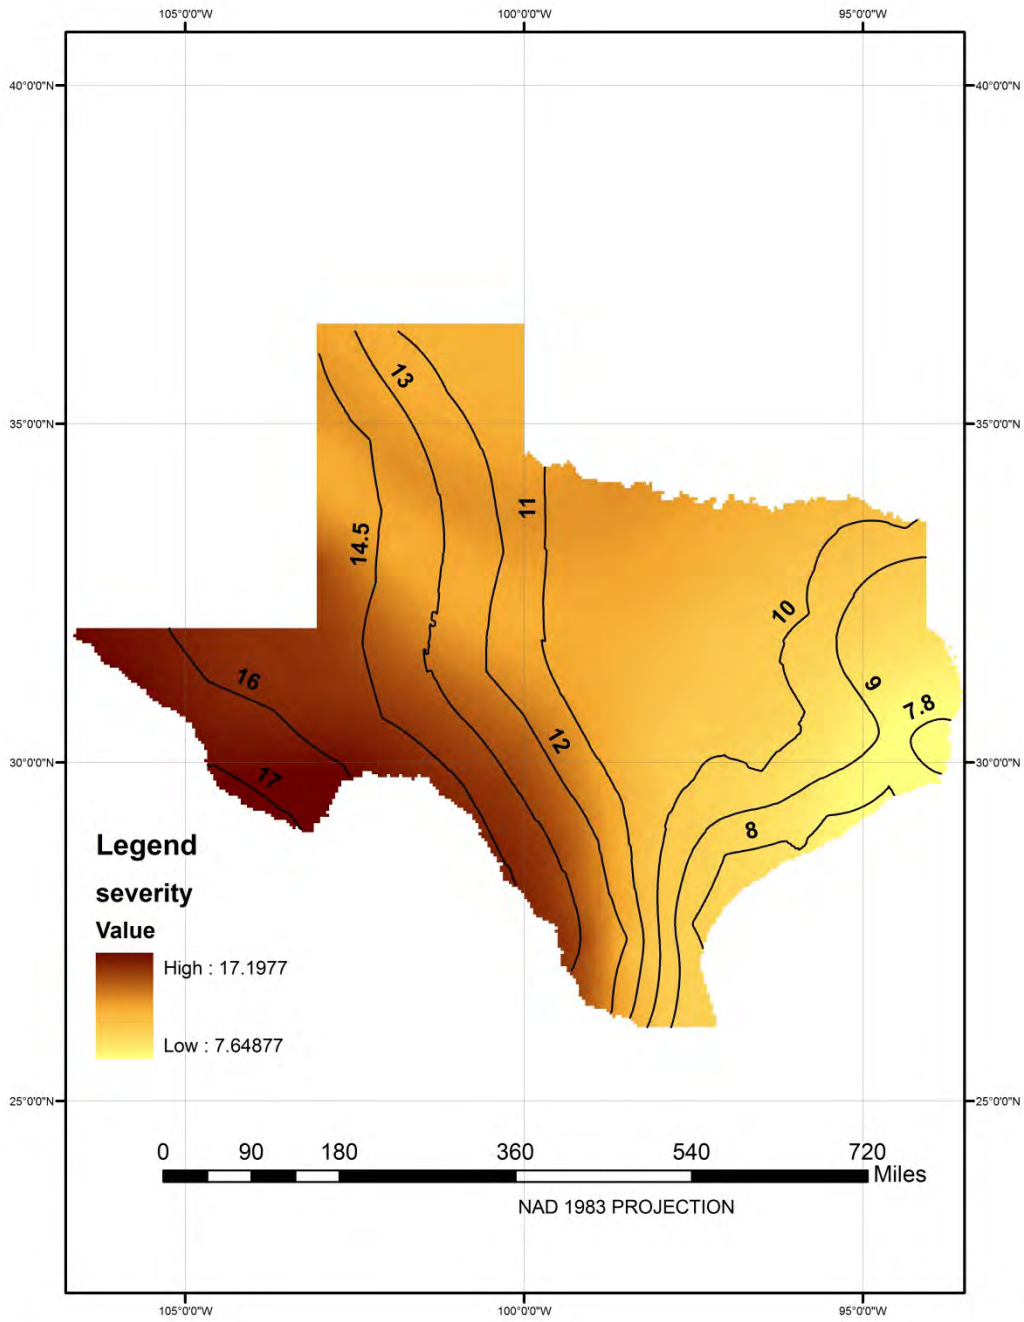 105°0'0"W 100°0'0"W 95°0'0"W
40°0'0"N 40°0'0"N
13
35°0'0"N 35°0'0"N
11
14.5
10
16
9
7.8
12
30°0'0"N 30°0'0"N
17
8
Legend
severity
Value
High : 17.1977
Low : 7.64877
25°0'0"N 25°0'0"N
0 90 180 360 540 720
Miles
NAD 1983 PROJECTION
105°0'0"W 100°0'0"W 95°0'0"W